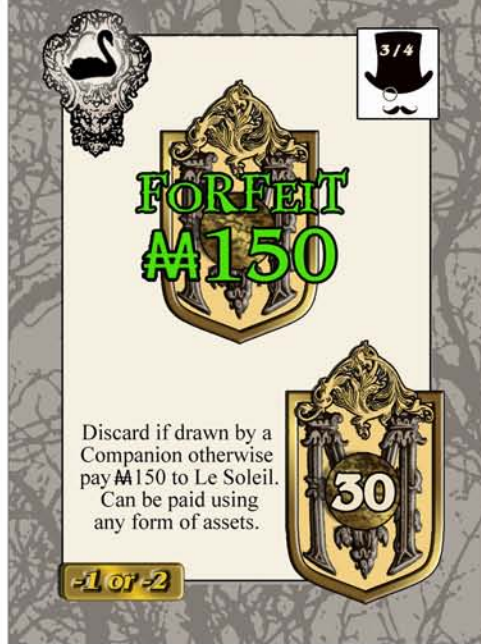 3/4
FORFEIT
₳150
Discard if drawn by a
Companion otherwise
pay ₳150 to Le Soleil.
Can be paid using
any form of assets.
30
-1 or -2